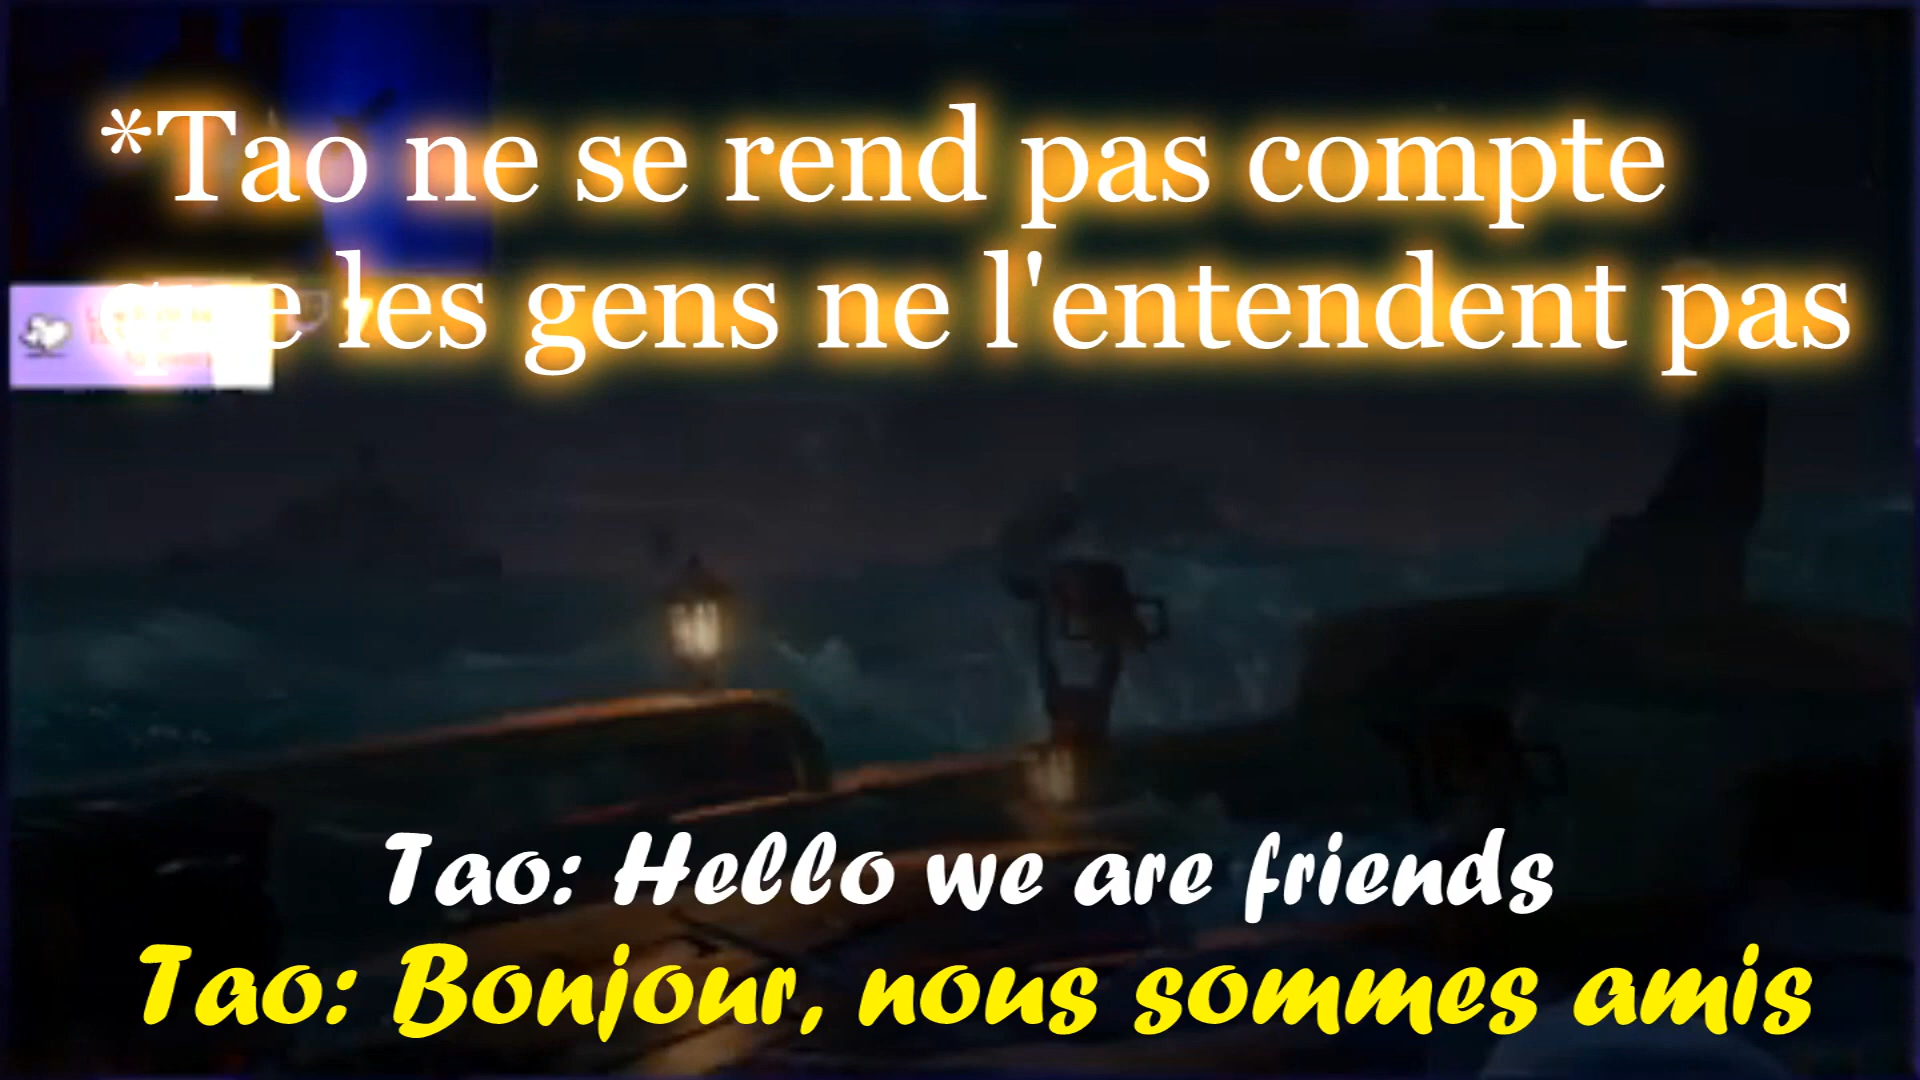 *Tao ne se rend pas compte
que les gens ne l'entendent pas
Tao: Hello we are friends
Tao: Bonjour, nous sommes amis